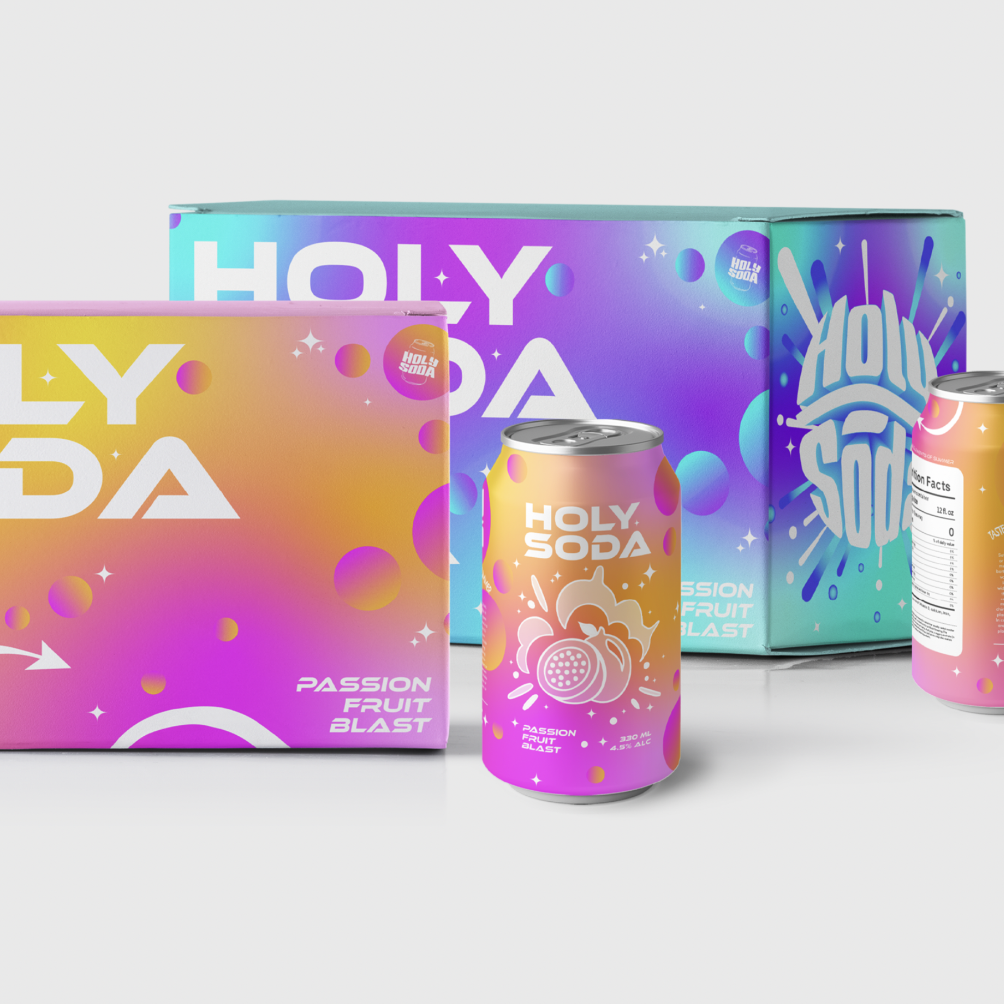 HOLY
SODA
HOLY
SODA
Holy
Soda
LY
DA
HOLY
SODA
PASSION
FRUIT
BLAST
HOLY
SODA
PASSION
FRUIT
BLAST
330 ML
4.5% ALC
SSION
FRUIT
BLAST
tion Facts
12 fl. oz
0